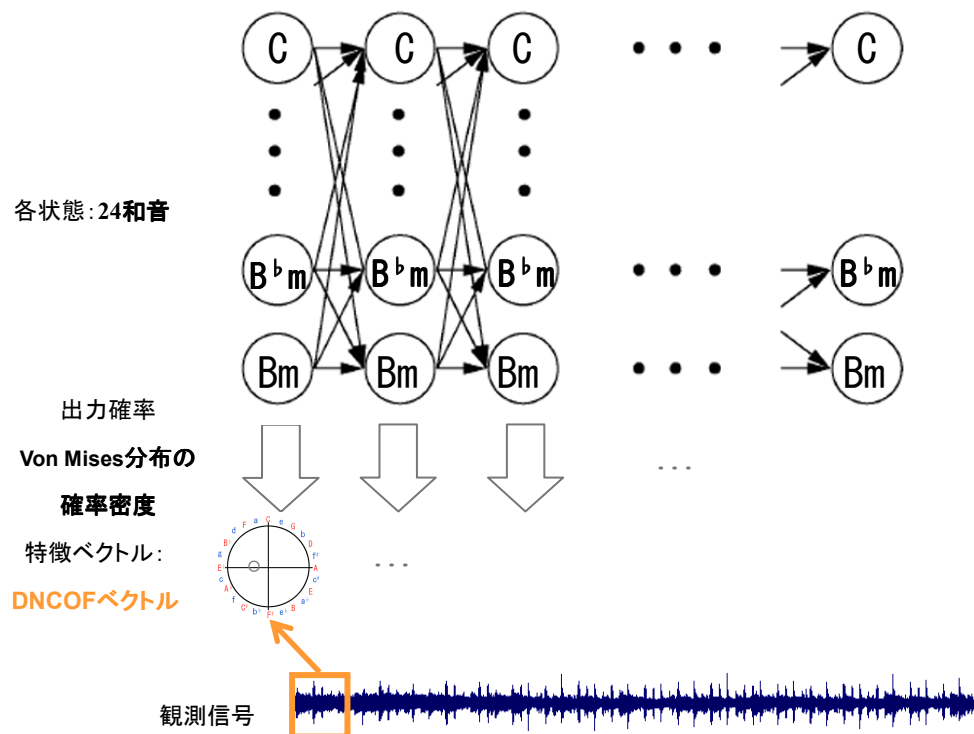 C C C C
各状態：24和音
B♭m B♭m B♭m B♭m
Bm Bm Bm Bm
出力確率
Von Mises分布の
確率密度
特徴ベクトル：
DNCOFベクトル
C e G b D A E B C F a d g c f
観測信号